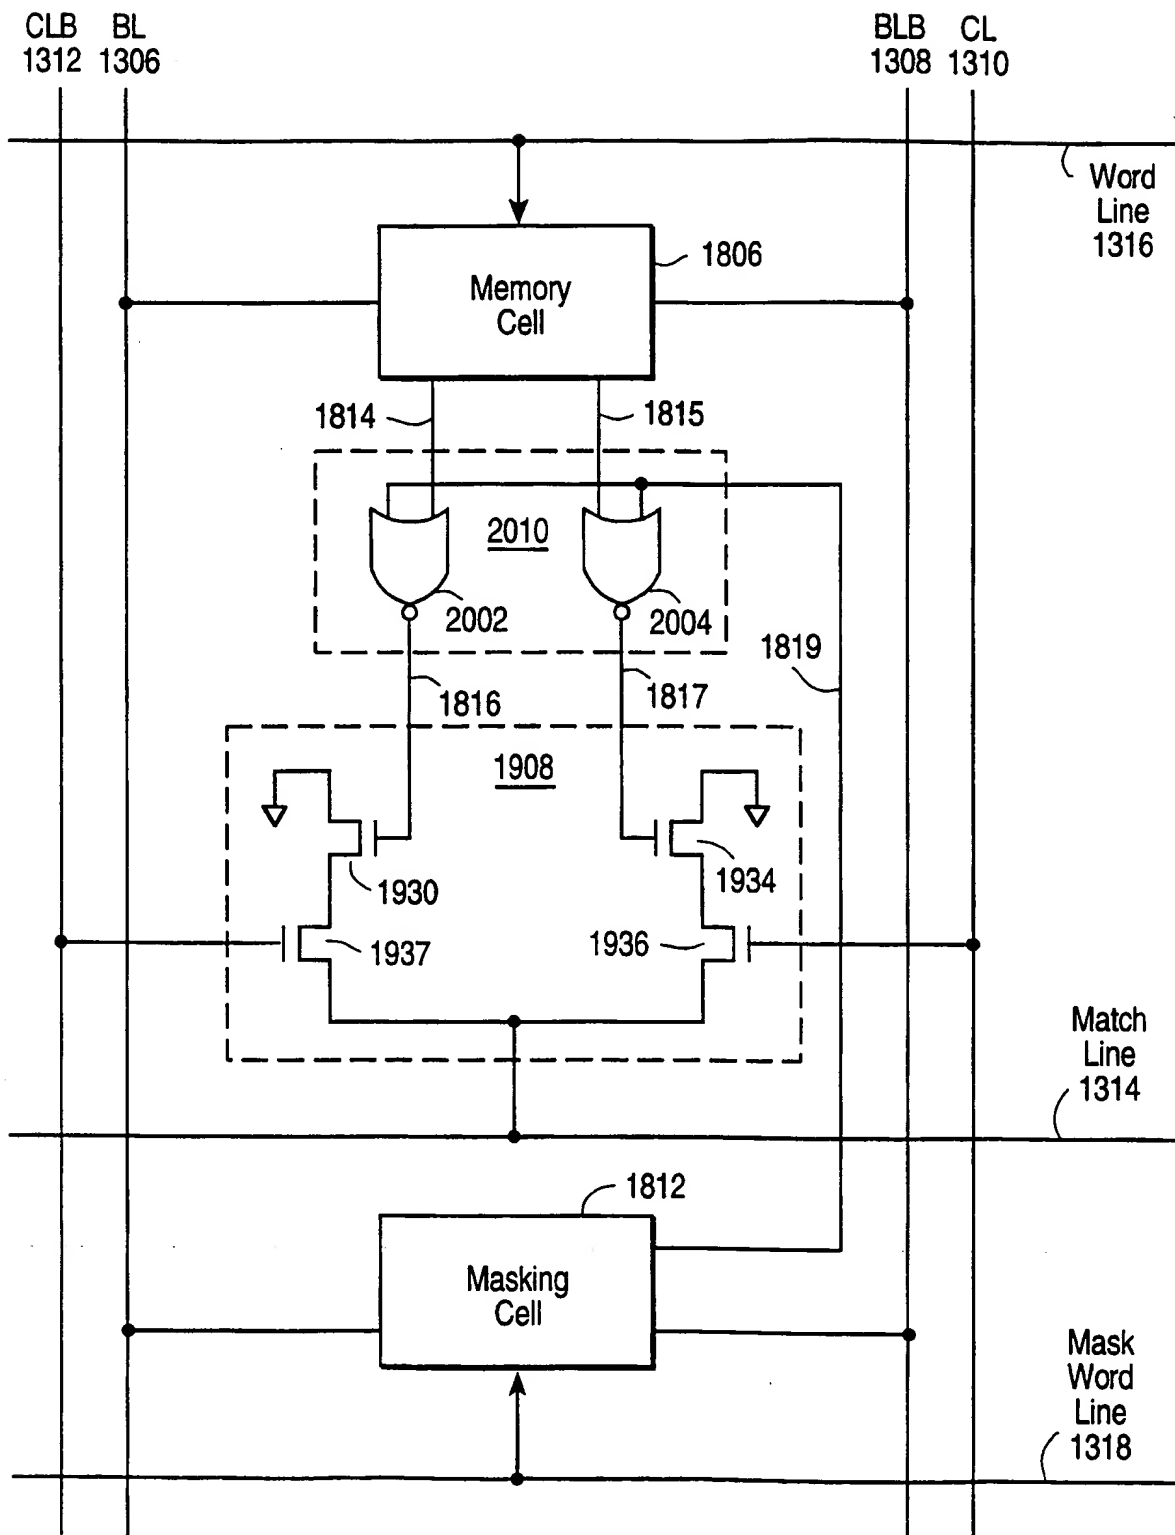 CLB BL BLB CL
1312 1306 1308 1310
Word
Line
1316
1806
Memory
Cell
1814 1815
2010
2002 2004
1819
1816 1817
1908
1930 1934
1937 1936
Match
Line
1314
1812
Masking
Cell
Mask
Word
Line
1318